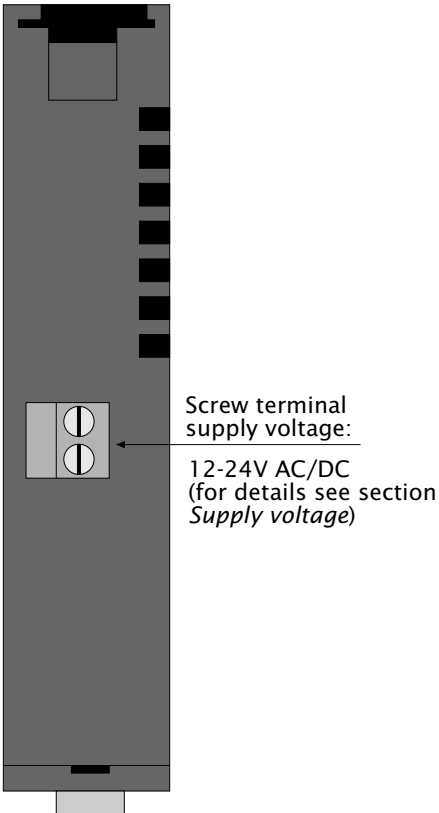 Screw terminal
supply voltage:
12-24V AC/DC
(for details see section
Supply voltage)